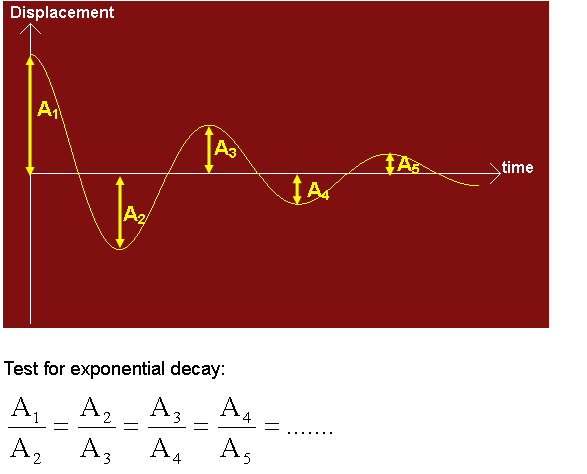 Displacement
A₁
A₃
A₅
time
A₄
A₂
Test for exponential decay:
A₁/A₂ = A₂/A₃ = A₃/A₄ = A₄/A₅ = .......